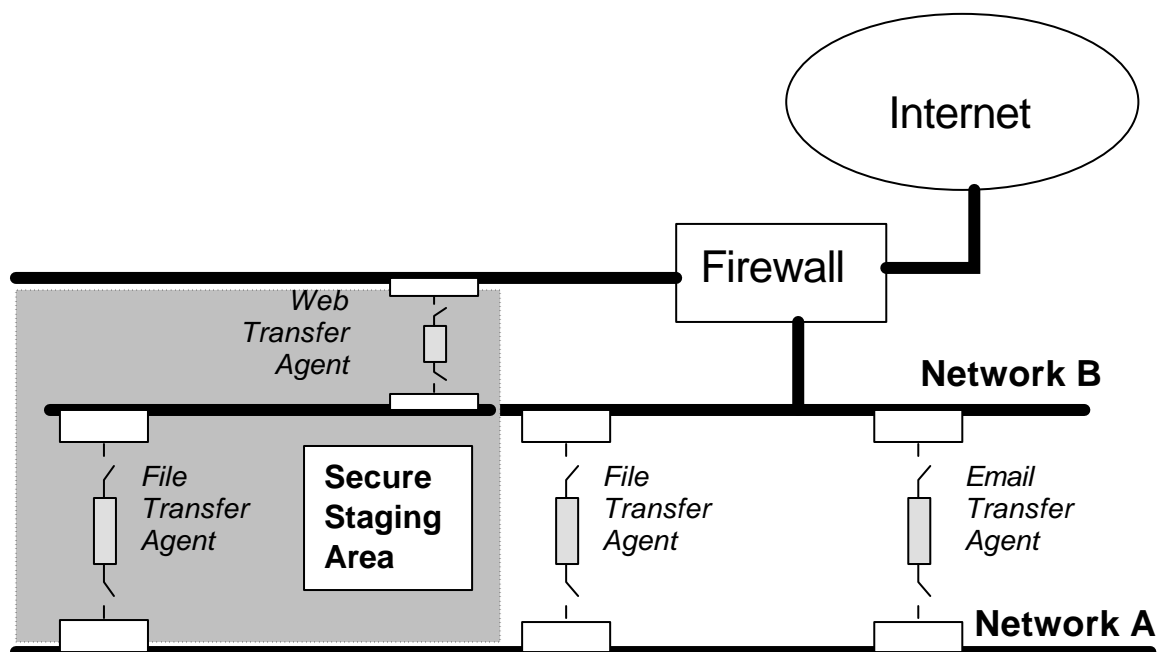 Internet
Firewall
Web
Transfer
Agent
Network B
File
Transfer
Agent
Secure
Staging
Area
File
Transfer
Agent
Email
Transfer
Agent
Network A